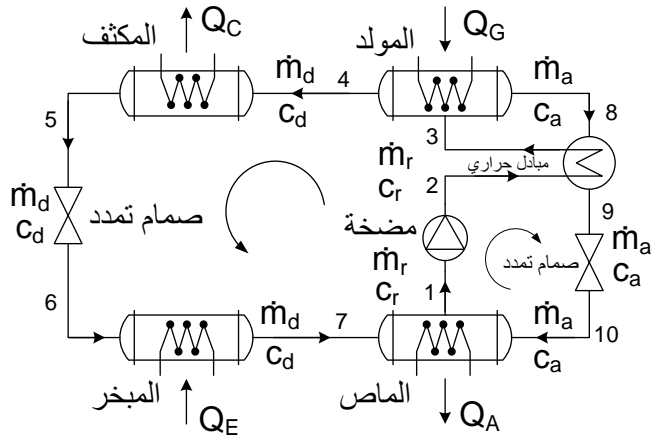 المكثف
Q_C
المولد
Q_G
ṁ_d
4
ṁ_a
c_d
c_a
8
5
3
ṁ_r
مبادل حراري
c_r
2
9
ṁ_d
صمام تمدد
c_d
مضخة
ṁ_a
صمام تمدد
c_a
ṁ_r
c_r
1
6
ṁ_d
7
ṁ_a
10
c_d
c_a
المبخر
Q_E
الماص
Q_A